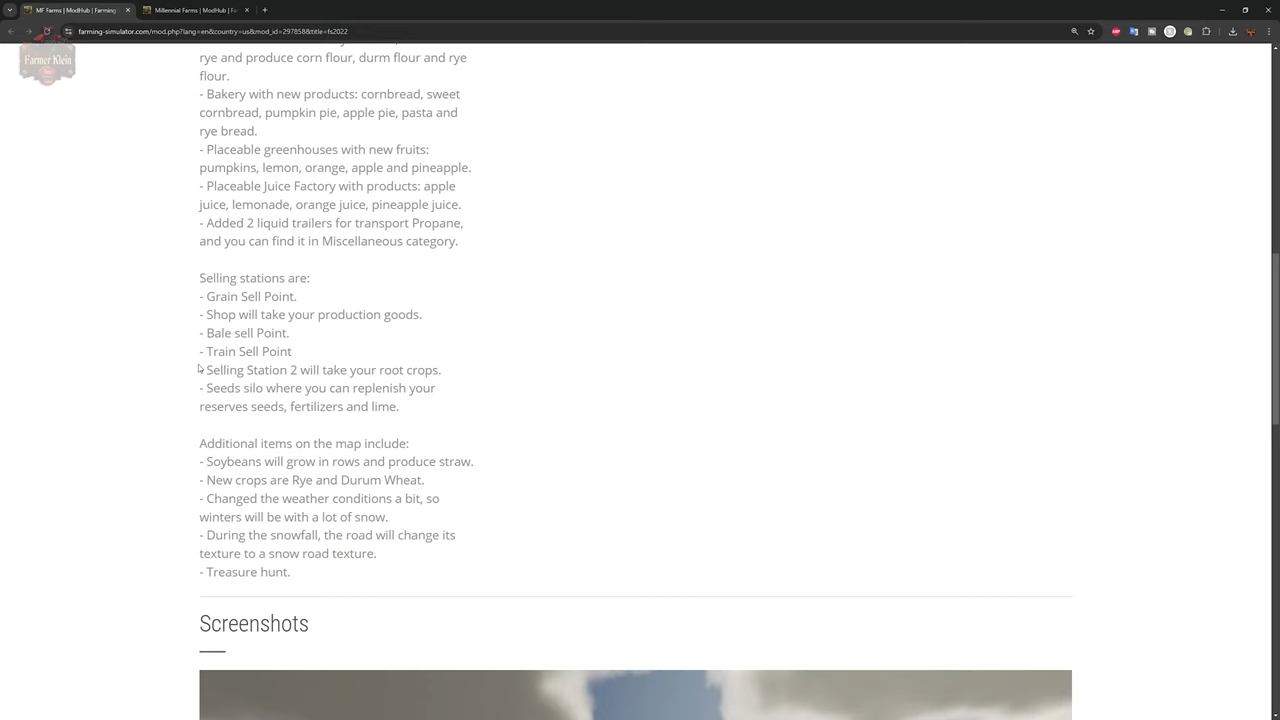 MF Farms | ModHub | Farming
Millennial Farms | ModHub | Fa
farming-simulator.com/mod.php?lang=en&country=us&mod_id=297858&title=fs2022
Farmer Klein
rye and produce corn flour, durm flour and rye
flour.
- Bakery with new products: cornbread, sweet
cornbread, pumpkin pie, apple pie, pasta and
rye bread.
- Placeable greenhouses with new fruits:
pumpkins, lemon, orange, apple and pineapple.
- Placeable Juice Factory with products: apple
juice, lemonade, orange juice, pineapple juice.
- Added 2 liquid trailers for transport Propane,
and you can find it in Miscellaneous category.
Selling stations are:
- Grain Sell Point.
- Shop will take your production goods.
- Bale sell Point.
- Train Sell Point
- Selling Station 2 will take your root crops.
- Seeds silo where you can replenish your
reserves seeds, fertilizers and lime.
Additional items on the map include:
- Soybeans will grow in rows and produce straw.
- New crops are Rye and Durum Wheat.
- Changed the weather conditions a bit, so
winters will be with a lot of snow.
- During the snowfall, the road will change its
texture to a snow road texture.
- Treasure hunt.
Screenshots